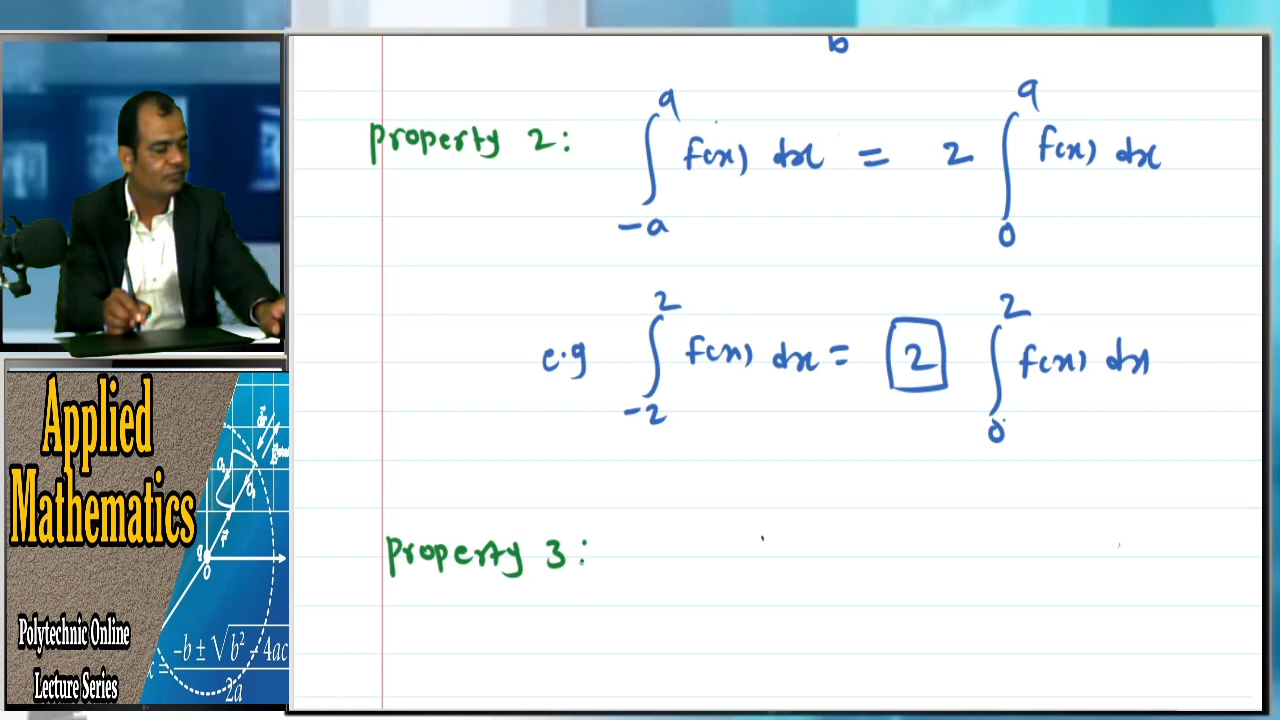 b
Property 2: ∫_{-a}^{a} f(x) dx = 2 ∫_{0}^{a} f(x) dx
e.g ∫_{-2}^{2} f(x) dx = 2 ∫_{0}^{2} f(x) dx
Property 3:
Applied
Mathematics
Polytechnic Online
Lecture Series
x = -b ± √b² - 4ac
2a